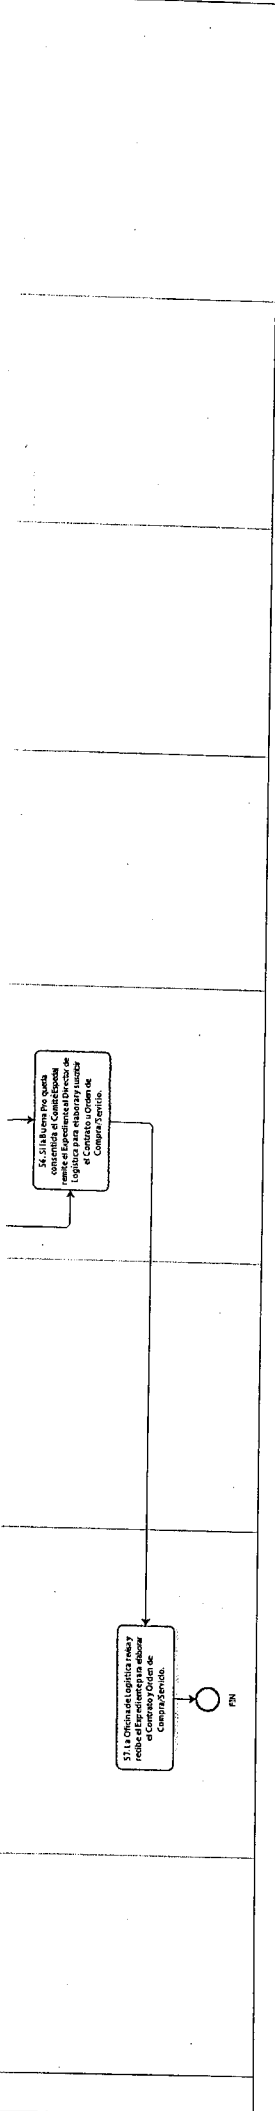 56. Si la Buena Pro queda
consentida el Comité Especial
remite el Expediente al Director de
Logística para elaborar y suscribir
el Contrato u Orden de
Compra/Servicio.
57. La Oficina de Logística revisa y
recibe el Expediente para elaborar
el Contrato y Orden de
Compra/Servicio.
FIN